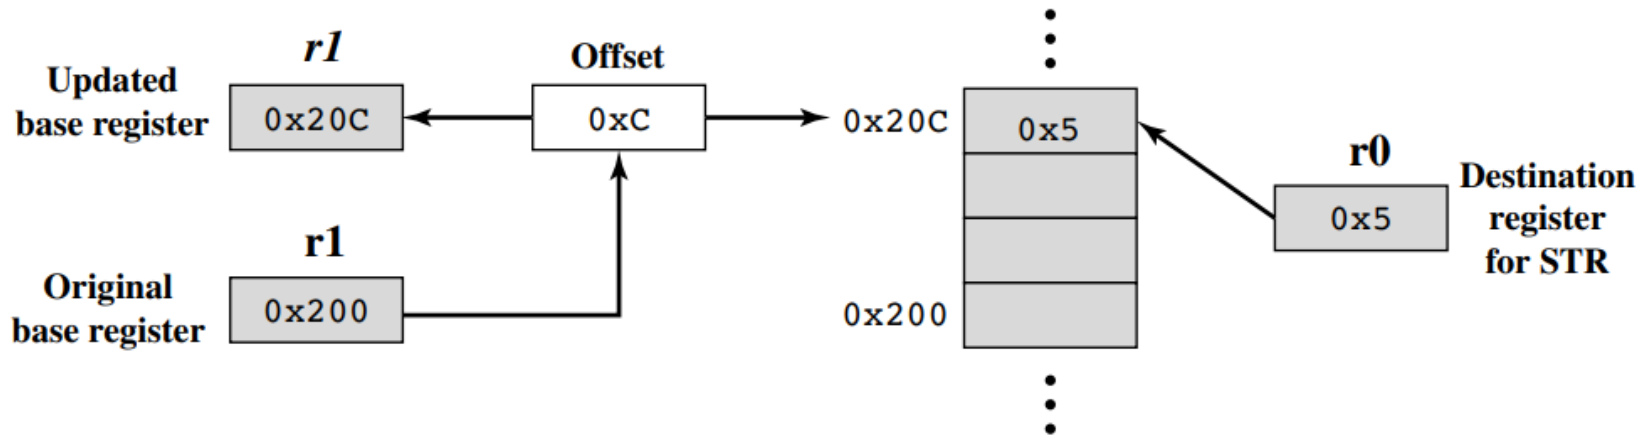 r1
Updated
base register
0x20C
Offset
0xC
0x20C
0x5
r0
0x5
Destination
register
for STR
r1
Original
base register
0x200
0x200